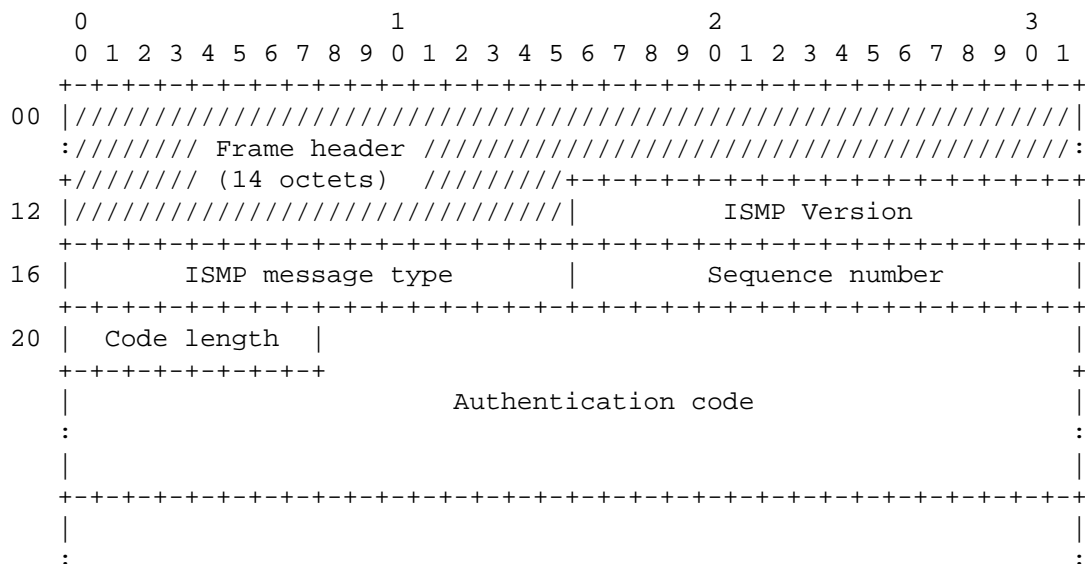 0                   1                   2                   3
 0 1 2 3 4 5 6 7 8 9 0 1 2 3 4 5 6 7 8 9 0 1 2 3 4 5 6 7 8 9 0 1
+-+-+-+-+-+-+-+-+-+-+-+-+-+-+-+-+-+-+-+-+-+-+-+-+-+-+-+-+-+-+-+-+
00 |///////////////////////////////////////////////////////////////|
://////// Frame header /////////////////////////////////////////:
+//////// (14 octets)  /////////+-+-+-+-+-+-+-+-+-+-+-+-+-+-+-+-+
12 |///////////////////////////////|         ISMP Version          |
+-+-+-+-+-+-+-+-+-+-+-+-+-+-+-+-+-+-+-+-+-+-+-+-+-+-+-+-+-+-+-+-+
16 |       ISMP message type       |        Sequence number        |
+-+-+-+-+-+-+-+-+-+-+-+-+-+-+-+-+-+-+-+-+-+-+-+-+-+-+-+-+-+-+-+-+
20 |  Code length  |                                               |
+-+-+-+-+-+-+-+-+                                               +
|                        Authentication code                    |
:                                                               :
|                                                               |
+-+-+-+-+-+-+-+-+-+-+-+-+-+-+-+-+-+-+-+-+-+-+-+-+-+-+-+-+-+-+-+-+
|                                                               |
:                                                               :